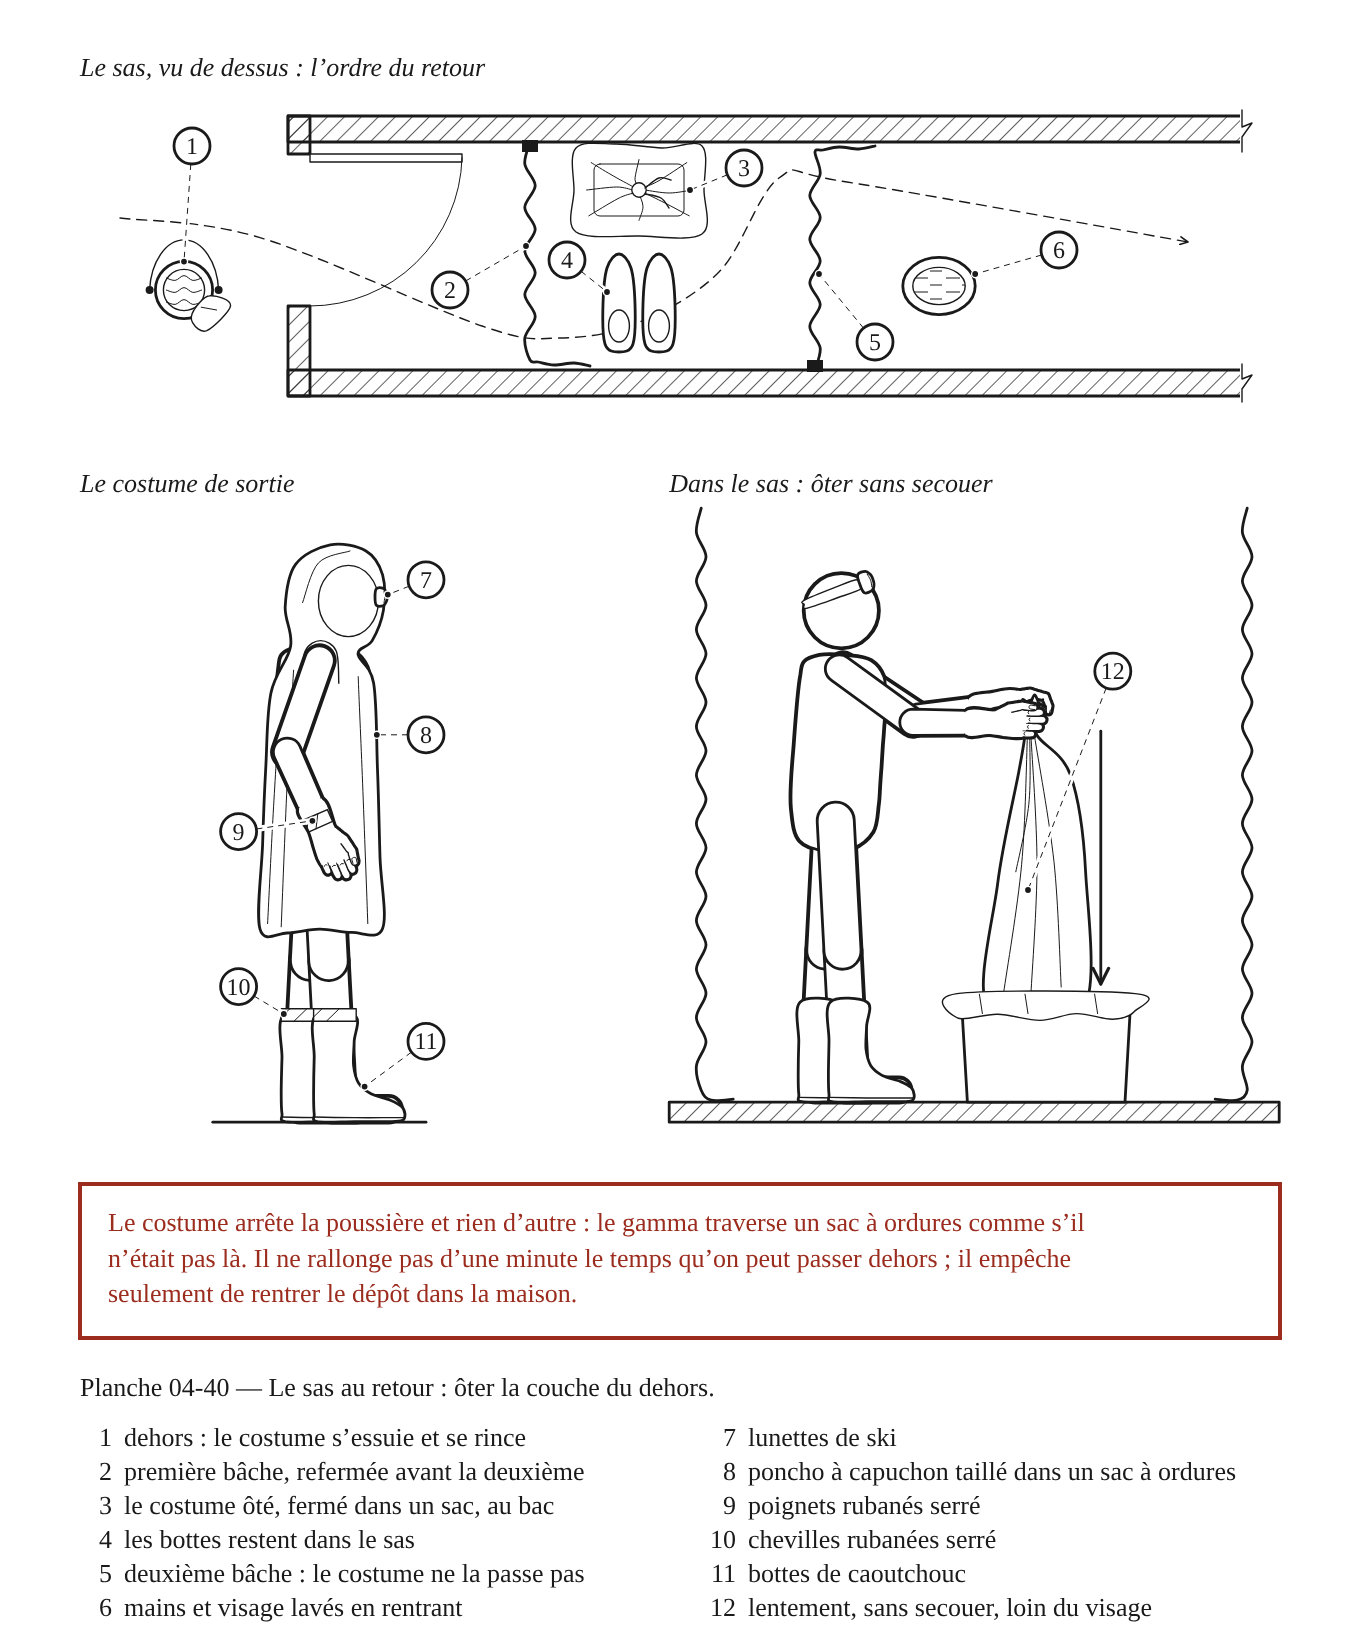 Le sas, vu de dessus : l’ordre du retour
1
3
4
6
2
5
Le costume de sortie
Dans le sas : ôter sans secouer
7
12
8
9
10
11
Le costume arrête la poussière et rien d’autre : le gamma traverse un sac à ordures comme s’il
n’était pas là. Il ne rallonge pas d’une minute le temps qu’on peut passer dehors ; il empêche
seulement de rentrer le dépôt dans la maison.
Planche 04-40 — Le sas au retour : ôter la couche du dehors.
1 dehors : le costume s’essuie et se rince
2 première bâche, refermée avant la deuxième
3 le costume ôté, fermé dans un sac, au bac
4 les bottes restent dans le sas
5 deuxième bâche : le costume ne la passe pas
6 mains et visage lavés en rentrant
7 lunettes de ski
8 poncho à capuchon taillé dans un sac à ordures
9 poignets rubanés serré
10 chevilles rubanées serré
11 bottes de caoutchouc
12 lentement, sans secouer, loin du visage